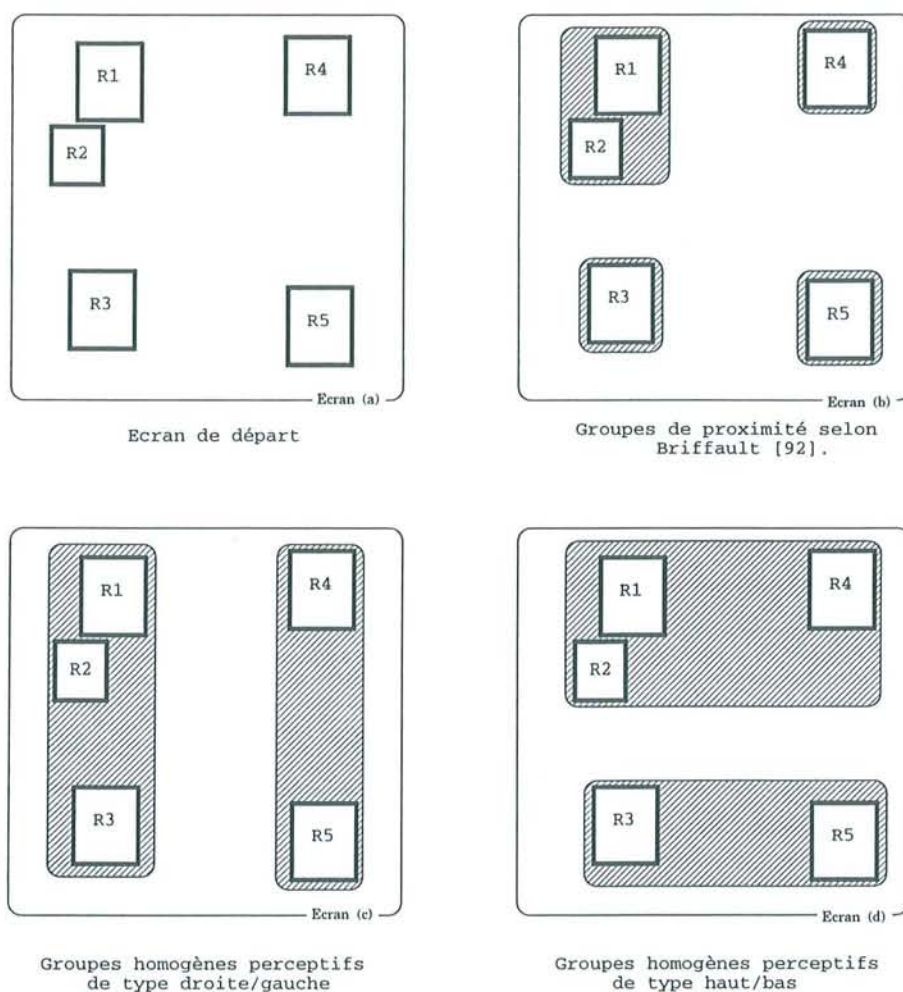 R1
R4
R2
R3
R5
Ecran (a)
Ecran de départ
R1
R4
R2
R3
R5
Ecran (b)
Groupes de proximité selon
Briffault [92].
R1
R4
R2
R3
R5
Ecran (c)
Groupes homogènes perceptifs
de type droite/gauche
R1
R4
R2
R3
R5
Ecran (d)
Groupes homogènes perceptifs
de type haut/bas